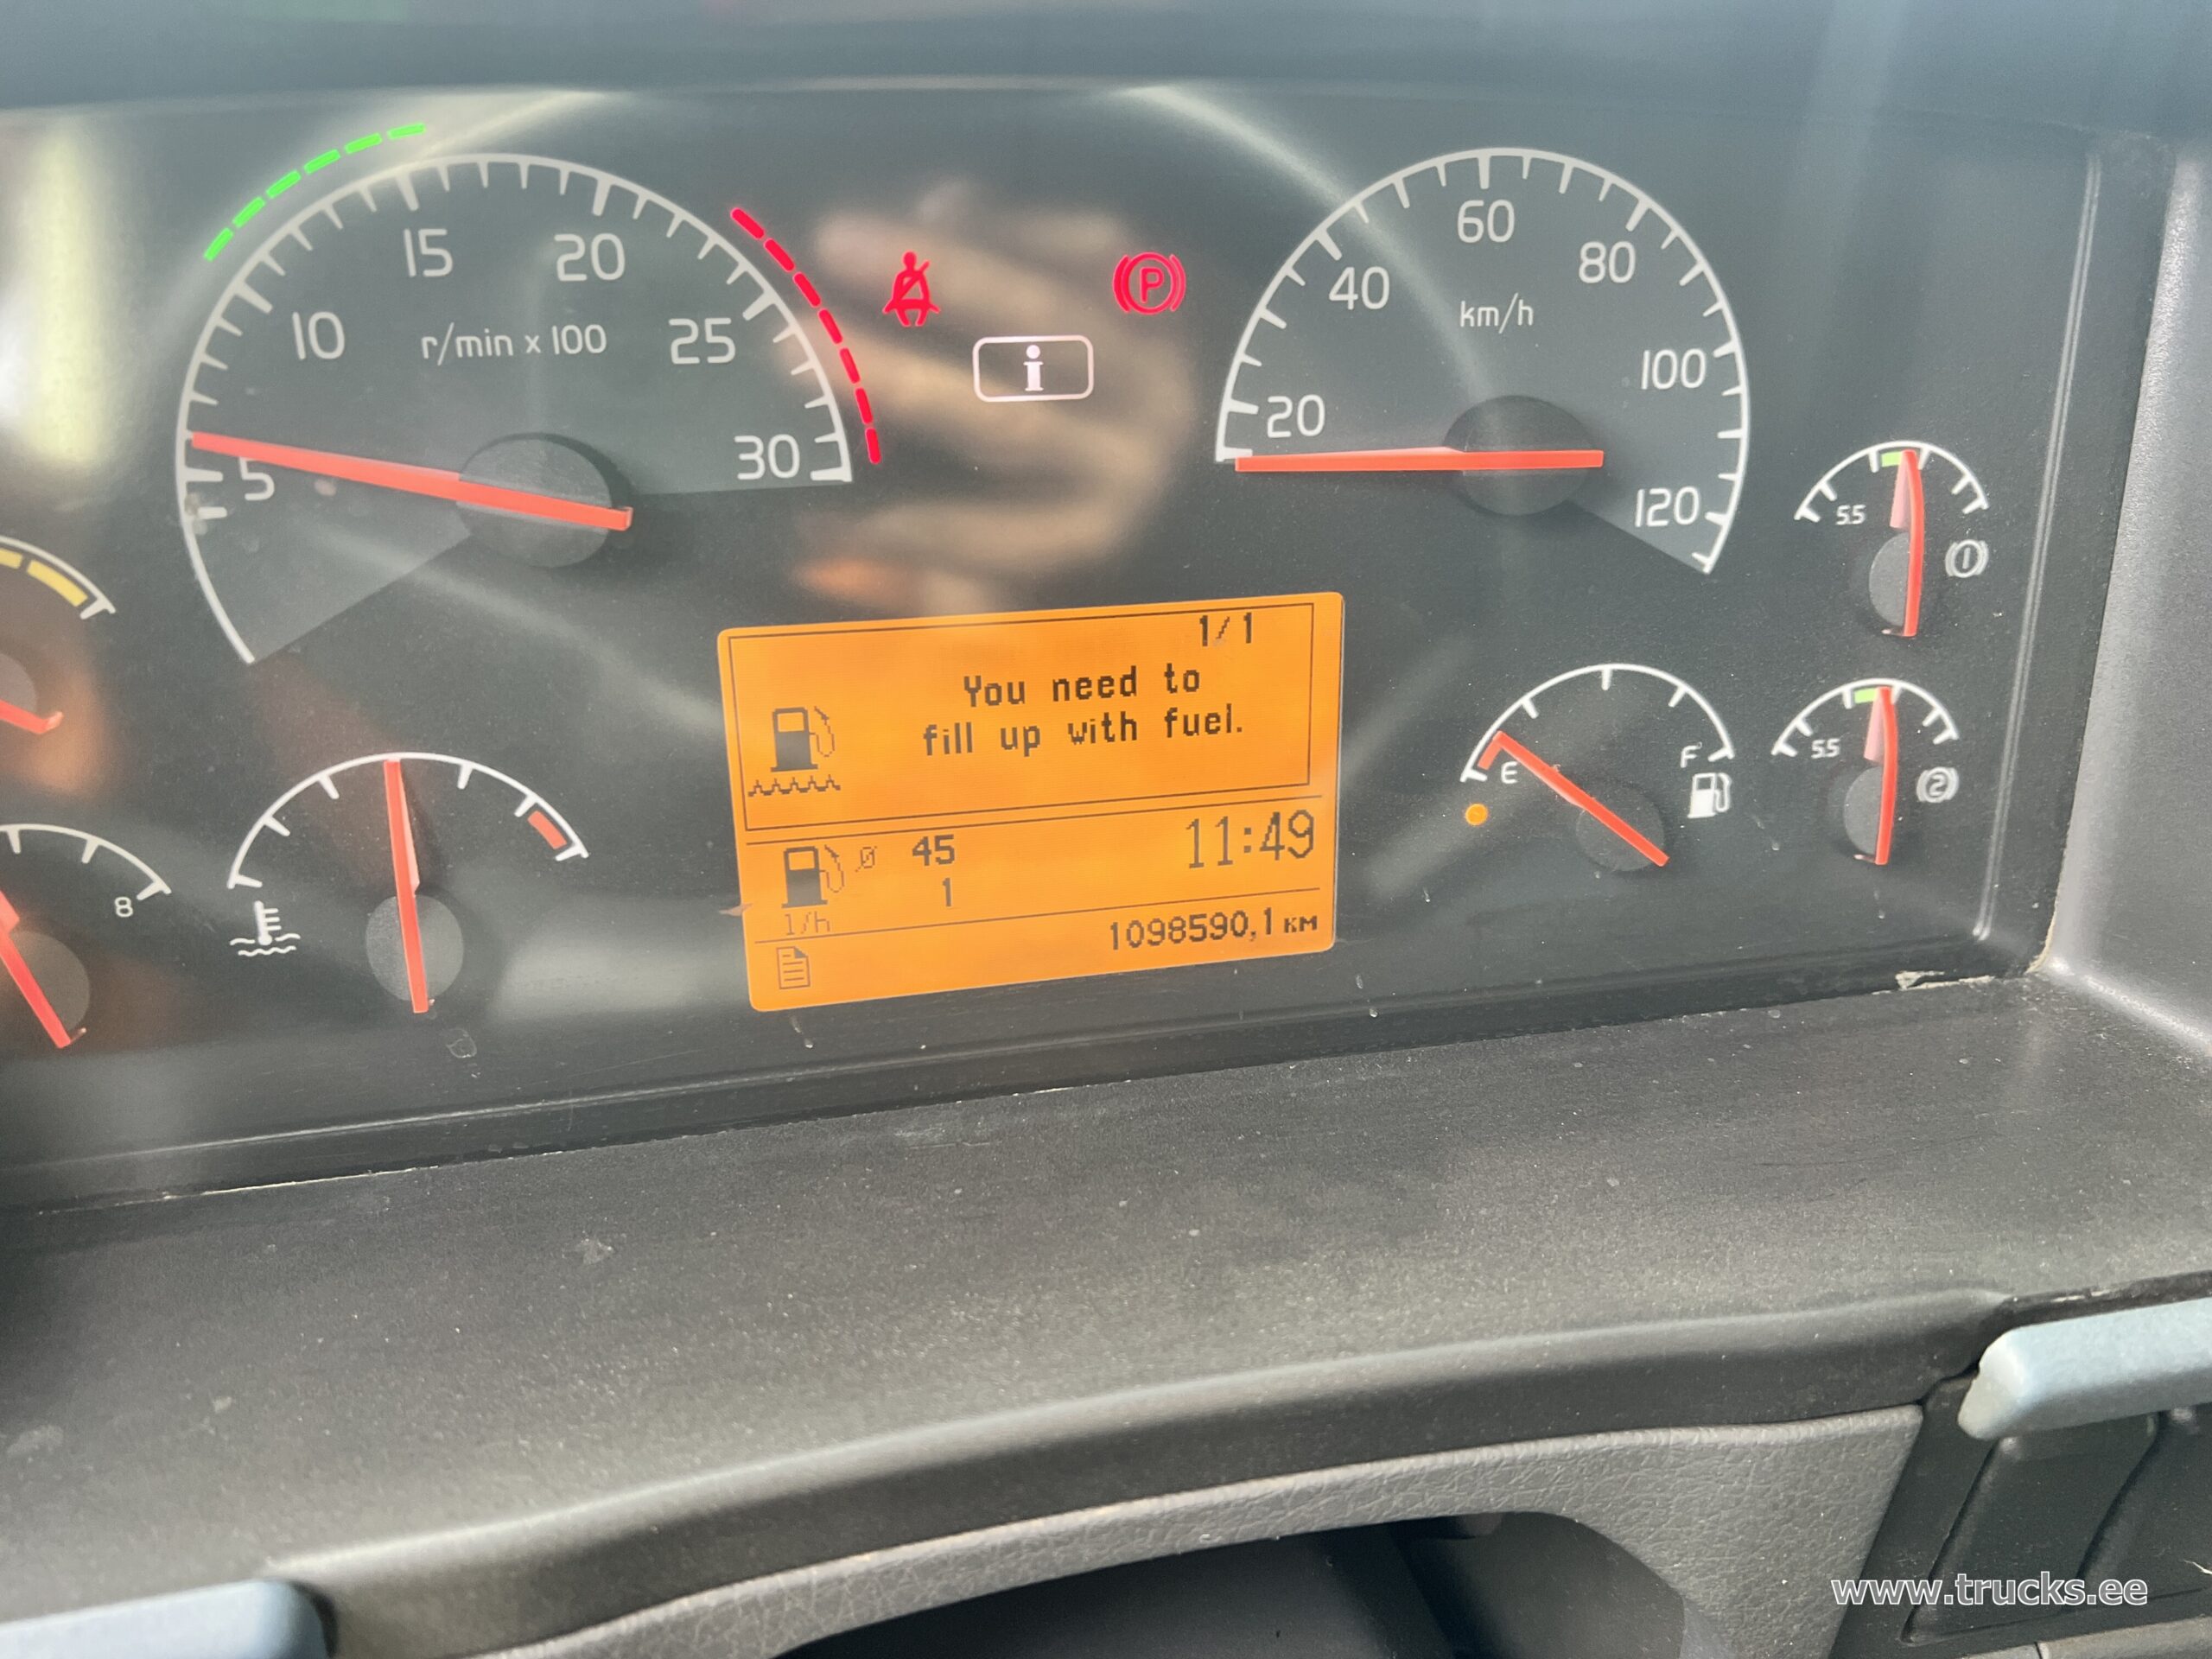 15
20
10
r/min x 100
25
5
30
60
40
80
km/h
100
20
120
5.5
1
P
i
1/1
You need to
fill up with fuel.
E
F
5.5
2
8
ø 45
11:49
1
l/h
1098590,1 км
www.trucks.ee